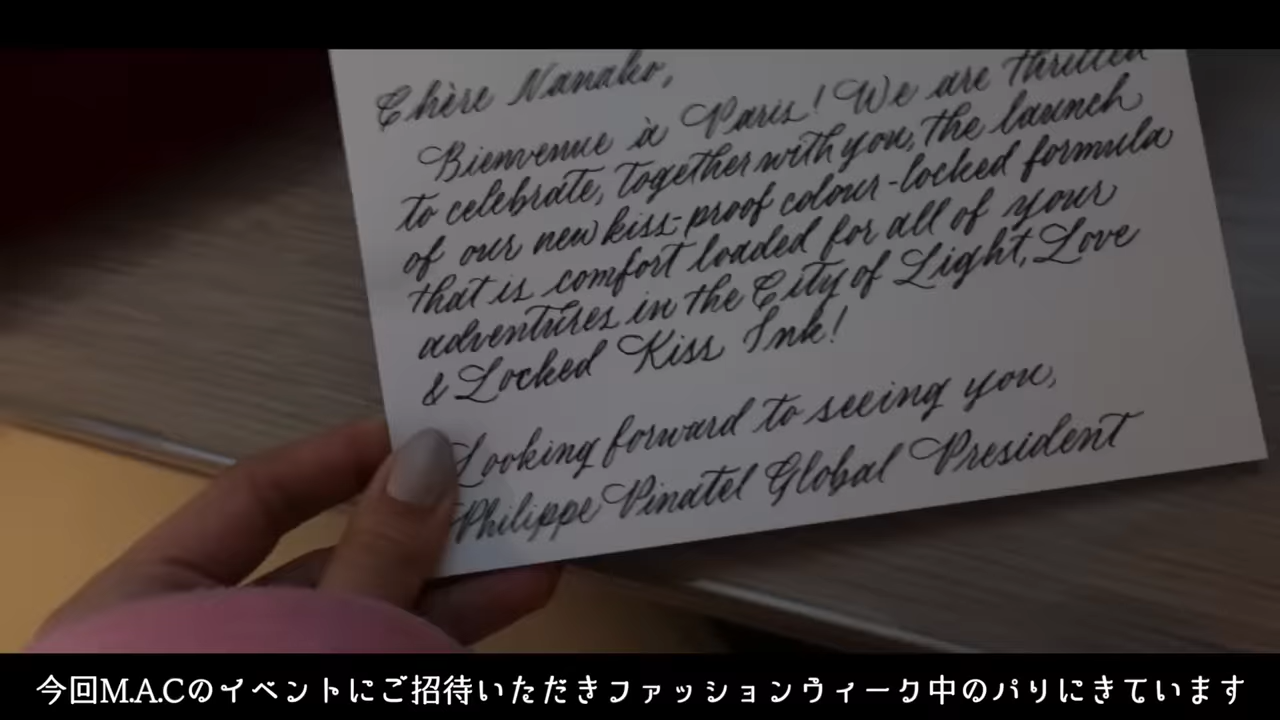 Chère Nanako,
Bienvenue à Paris! We are thrilled
to celebrate, together with you, the launch
of our new kiss-proof colour-locked formula
that is comfort loaded for all of your
adventures in the City of Light, Love
& Locked Kiss Ink!
Looking forward to seeing you,
Philippe Pinatel Global President
今回M.A.Cのイベントにご招待いただきファッションウィーク中のパリにきています